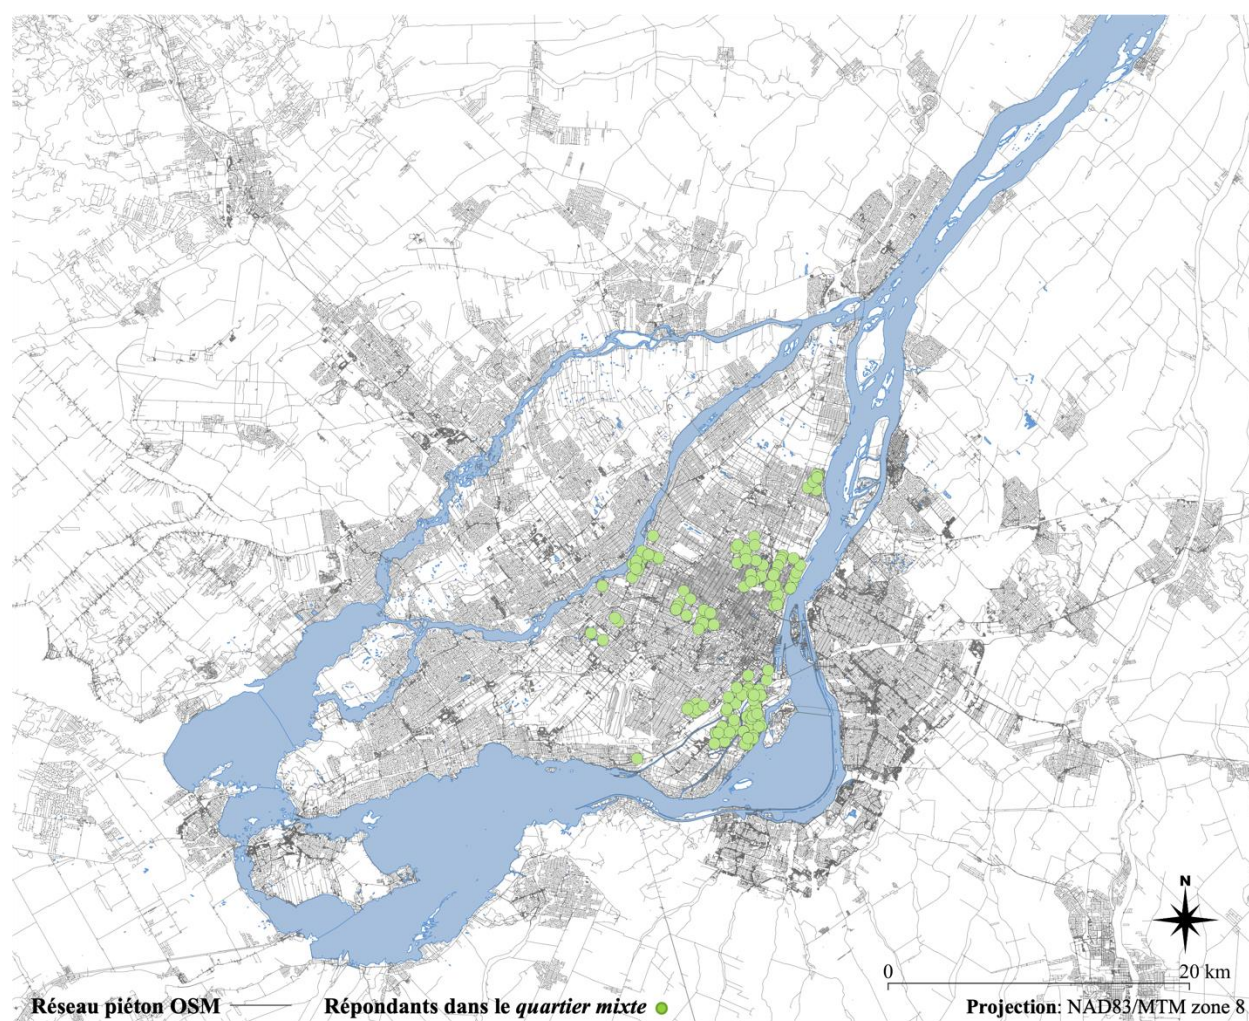 N
0 20 km
Réseau piéton OSM Répondants dans le quartier mixte Projection: NAD83/MTM zone 8